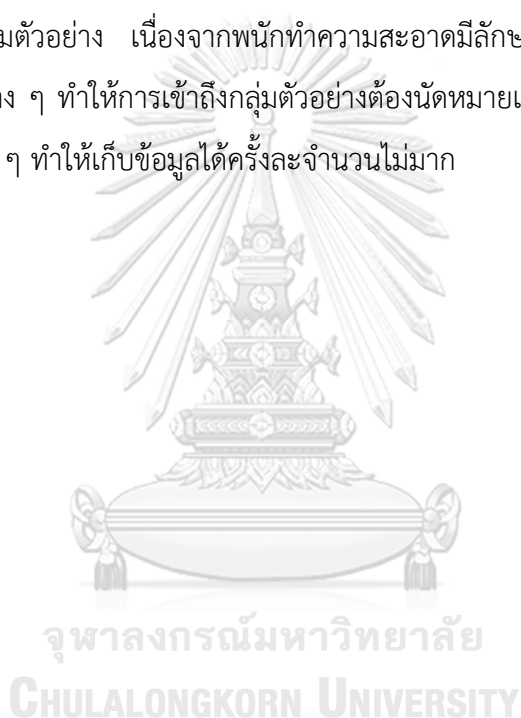 มตัวอย่าง เนื่องจากพนักทำความสะอาดมีลักษ
ง ๆ ทำให้การเข้าถึงกลุ่มตัวอย่างต้องนัดหมายเ
ๆ ทำให้เก็บข้อมูลได้ครั้งละจำนวนไม่มาก
จุฬาลงกรณ์มหาวิทยาลัย
CHULALONGKORN UNIVERSITY